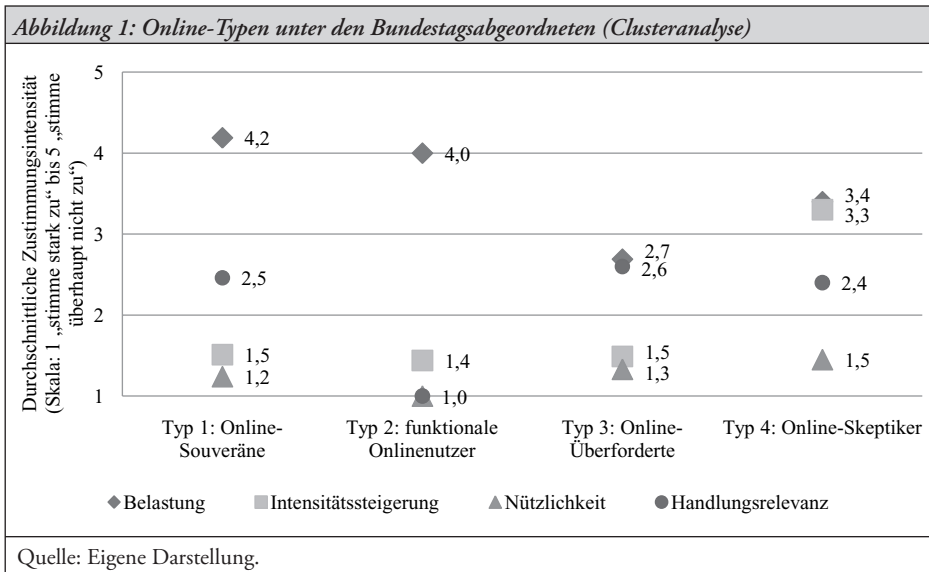 Abbildung 1: Online-Typen unter den Bundestagsabgeordneten (Clusteranalyse)
Durchschnittliche Zustimmungsintensität
(Skala: 1 „stimme stark zu“ bis 5 „stimme
überhaupt nicht zu“)
5
4
3
2
1
4,2
2,5
1,5
1,2
4,0
1,4
1,0
2,7
2,6
1,5
1,3
3,4
3,3
2,4
1,5
Typ 1: Online-
Souveräne
Typ 2: funktionale
Onlinenutzer
Typ 3: Online-
Überforderte
Typ 4: Online-Skeptiker
Belastung
Intensitätssteigerung
Nützlichkeit
Handlungsrelevanz
Quelle: Eigene Darstellung.